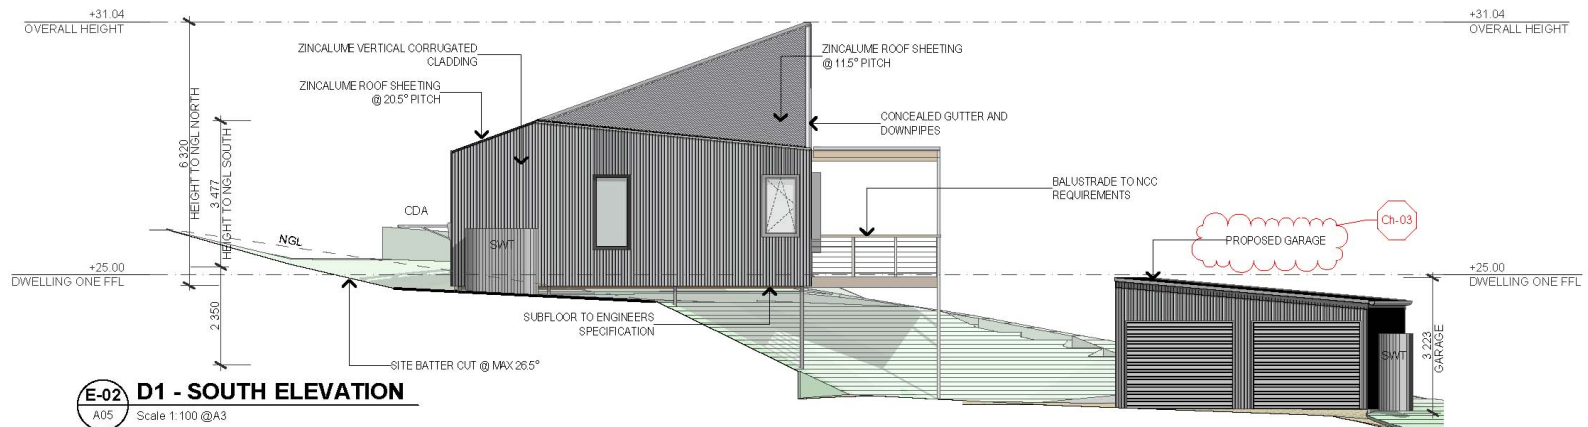 +31.04
OVERALL HEIGHT
+31.04
OVERALL HEIGHT
ZINCALUME VERTICAL CORRUGATED
CLADDING
ZINCALUME ROOF SHEETING
@ 11.5° PITCH
ZINCALUME ROOF SHEETING
@ 20.5° PITCH
CONCEALED GUTTER AND
DOWNPIPES
6 320
HEIGHT TO NGL NORTH
3 477
HEIGHT TO NGL SOUTH
BALUSTRADE TO NCC
REQUIREMENTS
CDA
Ch-03
NGL
SWT
PROPOSED GARAGE
+25.00
DWELLING ONE FFL
+25.00
DWELLING ONE FFL
2 350
SUBFLOOR TO ENGINEERS
SPECIFICATION
3 223
GARAGE
SWT
SITE BATTER CUT @ MAX 26.5°
E-02
A05
D1 - SOUTH ELEVATION
Scale 1:100 @A3